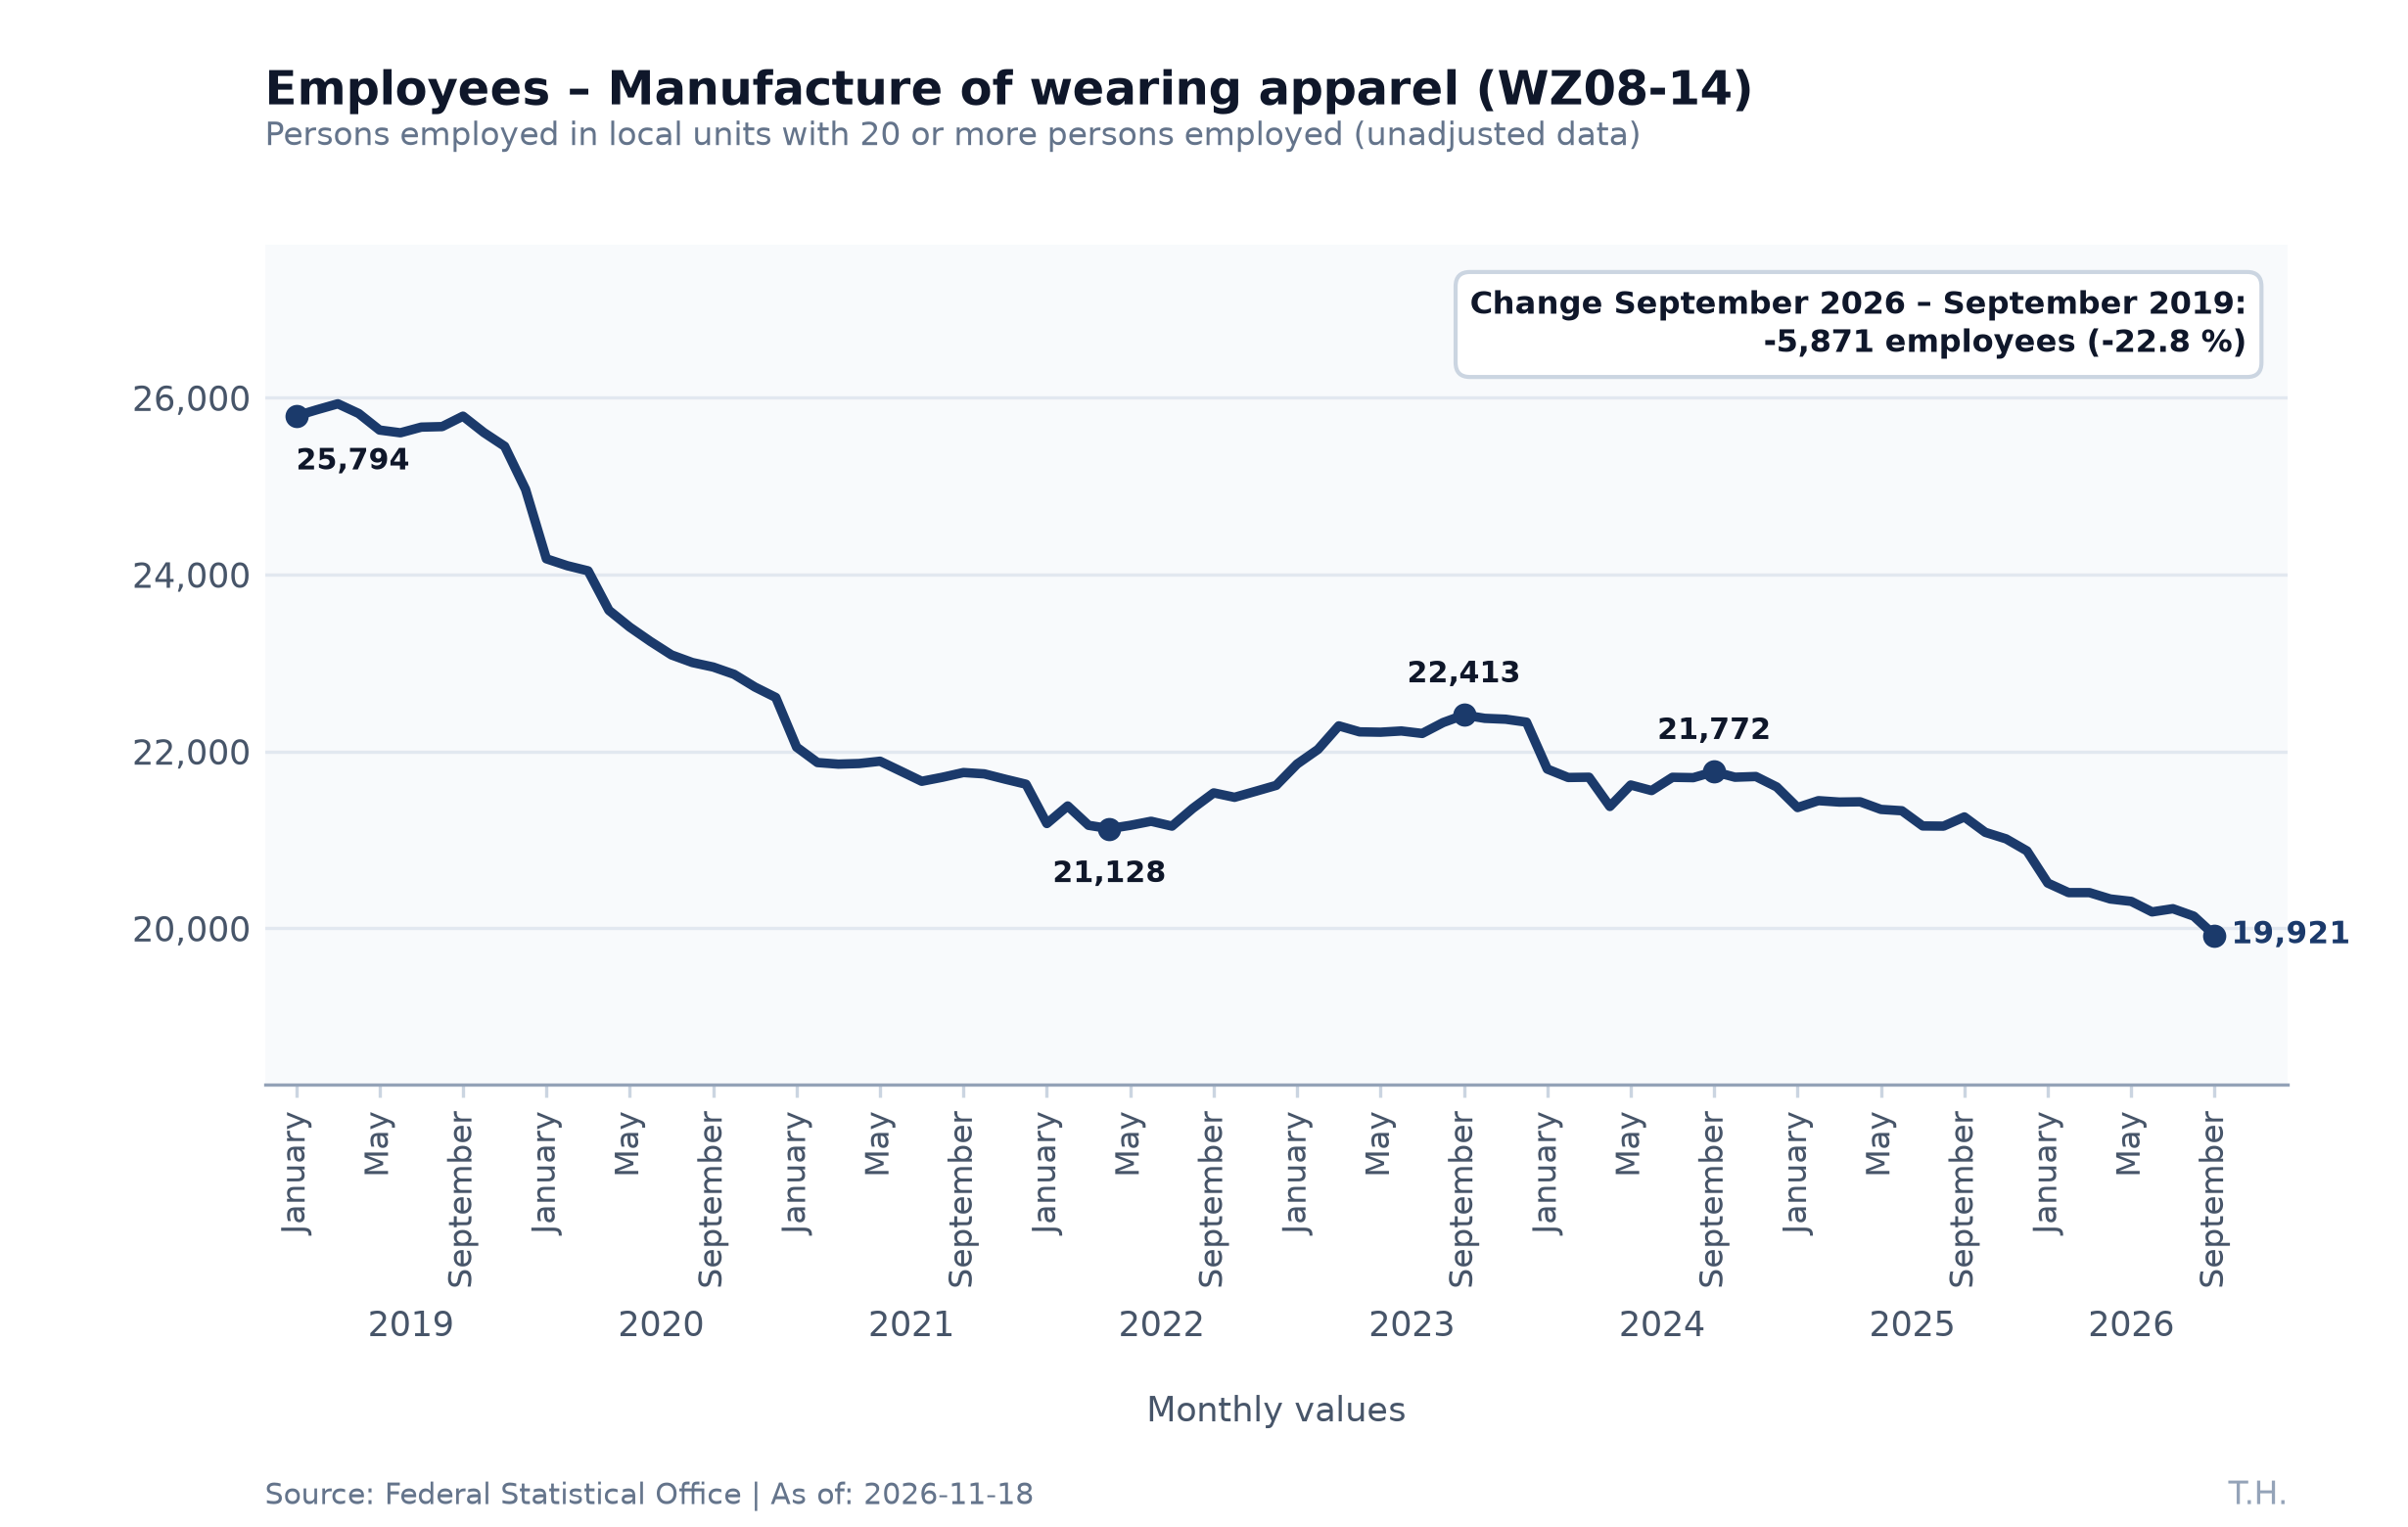 Employees – Manufacture of wearing apparel (WZ08-14)
Persons employed in local units with 20 or more persons employed (unadjusted data)
Change September 2026 – September 2019:
-5,871 employees (-22.8 %)
26,000
24,000
22,000
20,000
25,794
21,128
22,413
21,772
19,921
January
May
September
January
May
September
January
May
September
January
May
September
January
May
September
January
May
September
January
May
September
January
May
September
2019
2020
2021
2022
2023
2024
2025
2026
Monthly values
Source: Federal Statistical Office | As of: 2026-11-18
T.H.